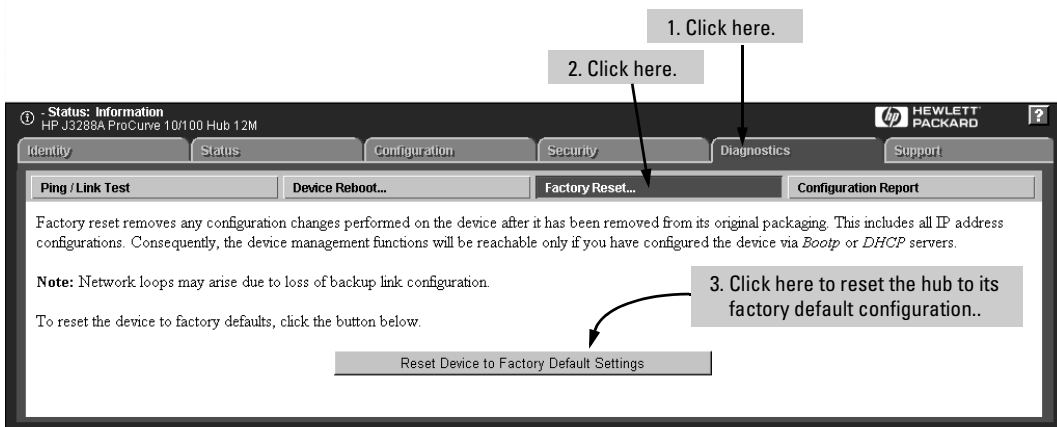 1. Click here.
2. Click here.
- Status: Information
HP J3288A ProCurve 10/100 Hub 12M
hp HEWLETT PACKARD
?
Identity Status Configuration Security Diagnostics Support
Ping / Link Test Device Reboot... Factory Reset... Configuration Report
Factory reset removes any configuration changes performed on the device after it has been removed from its original packaging. This includes all IP address
configurations. Consequently, the device management functions will be reachable only if you have configured the device via Bootp or DHCP servers.
Note: Network loops may arise due to loss of backup link configuration.
3. Click here to reset the hub to its
factory default configuration..
To reset the device to factory defaults, click the button below.
Reset Device to Factory Default Settings